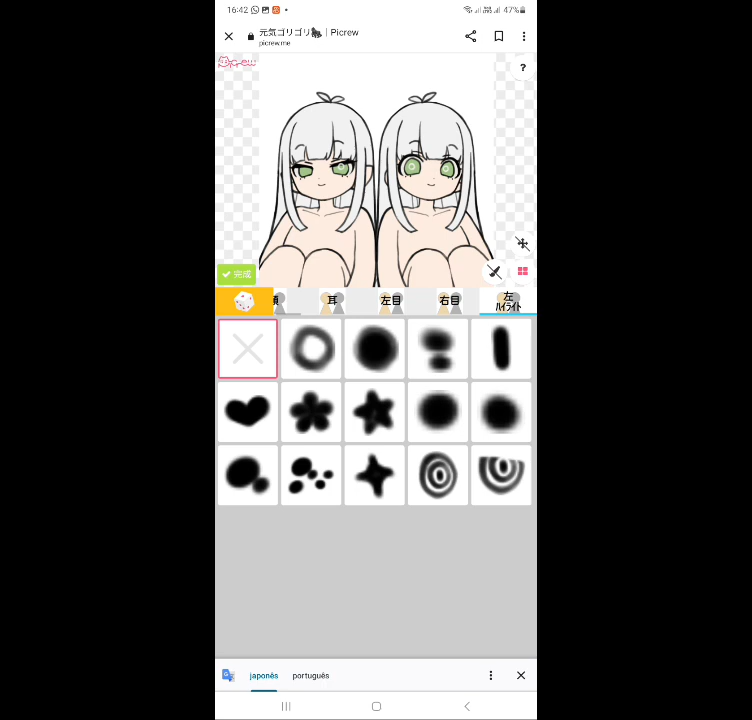 16:42
47%
元気ゴリゴリ🦍｜Picrew
picrew.me
?
完成
耳
左目
右目
左
ハイライト
japonês português